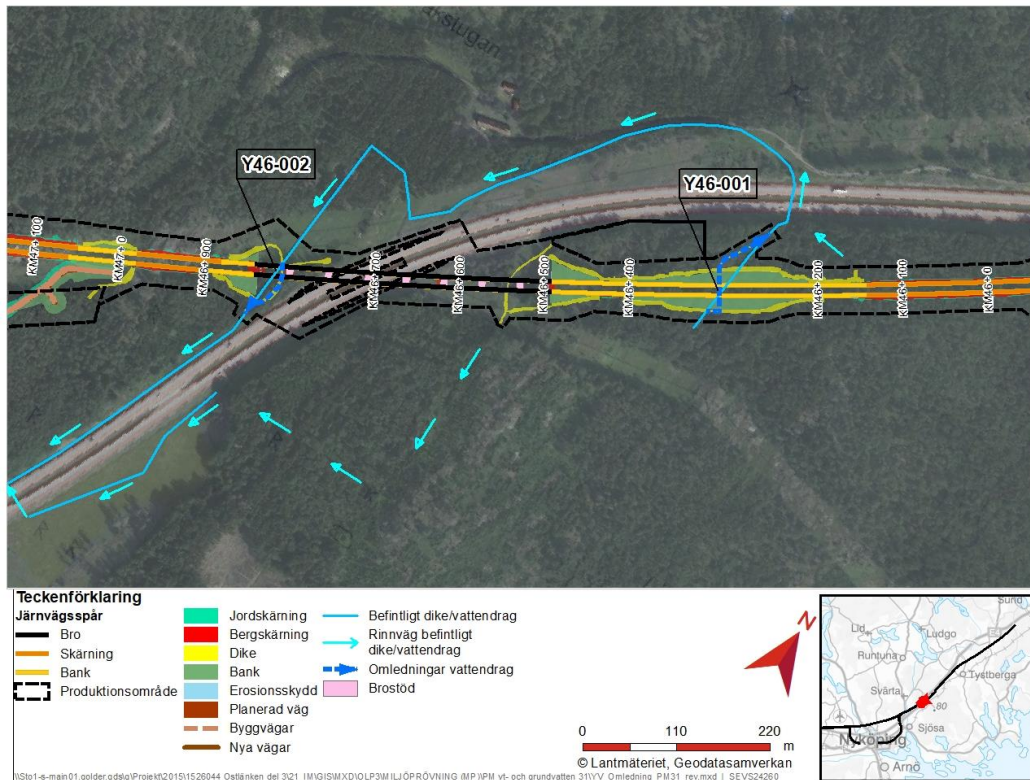 Y46-002
Y46-001
KM47+ 100
KM47+ 0
KM46+ 900
KM46+ 700
KM46+ 600
KM46+ 500
KM46+ 400
KM46+ 200
KM46+ 100
KM46+ 0
Teckenförklaring
Järnvägsspår
Bro
Skärning
Bank
Produktionsområde
Jordskärning
Bergskärning
Dike
Bank
Erosionsskydd
Planerad väg
Byggvägar
Nya vägar
Befintligt dike/vattendrag
Rinnväg befintligt
dike/vattendrag
Omledningar vattendrag
Brostöd
N
0 110 220
m
© Lantmäteriet, Geodatasamverkan
Sund
Lid
Ludgo
Runtuna
Tystberga
Svärta
80
Sjösa
Nyköping
Arnö